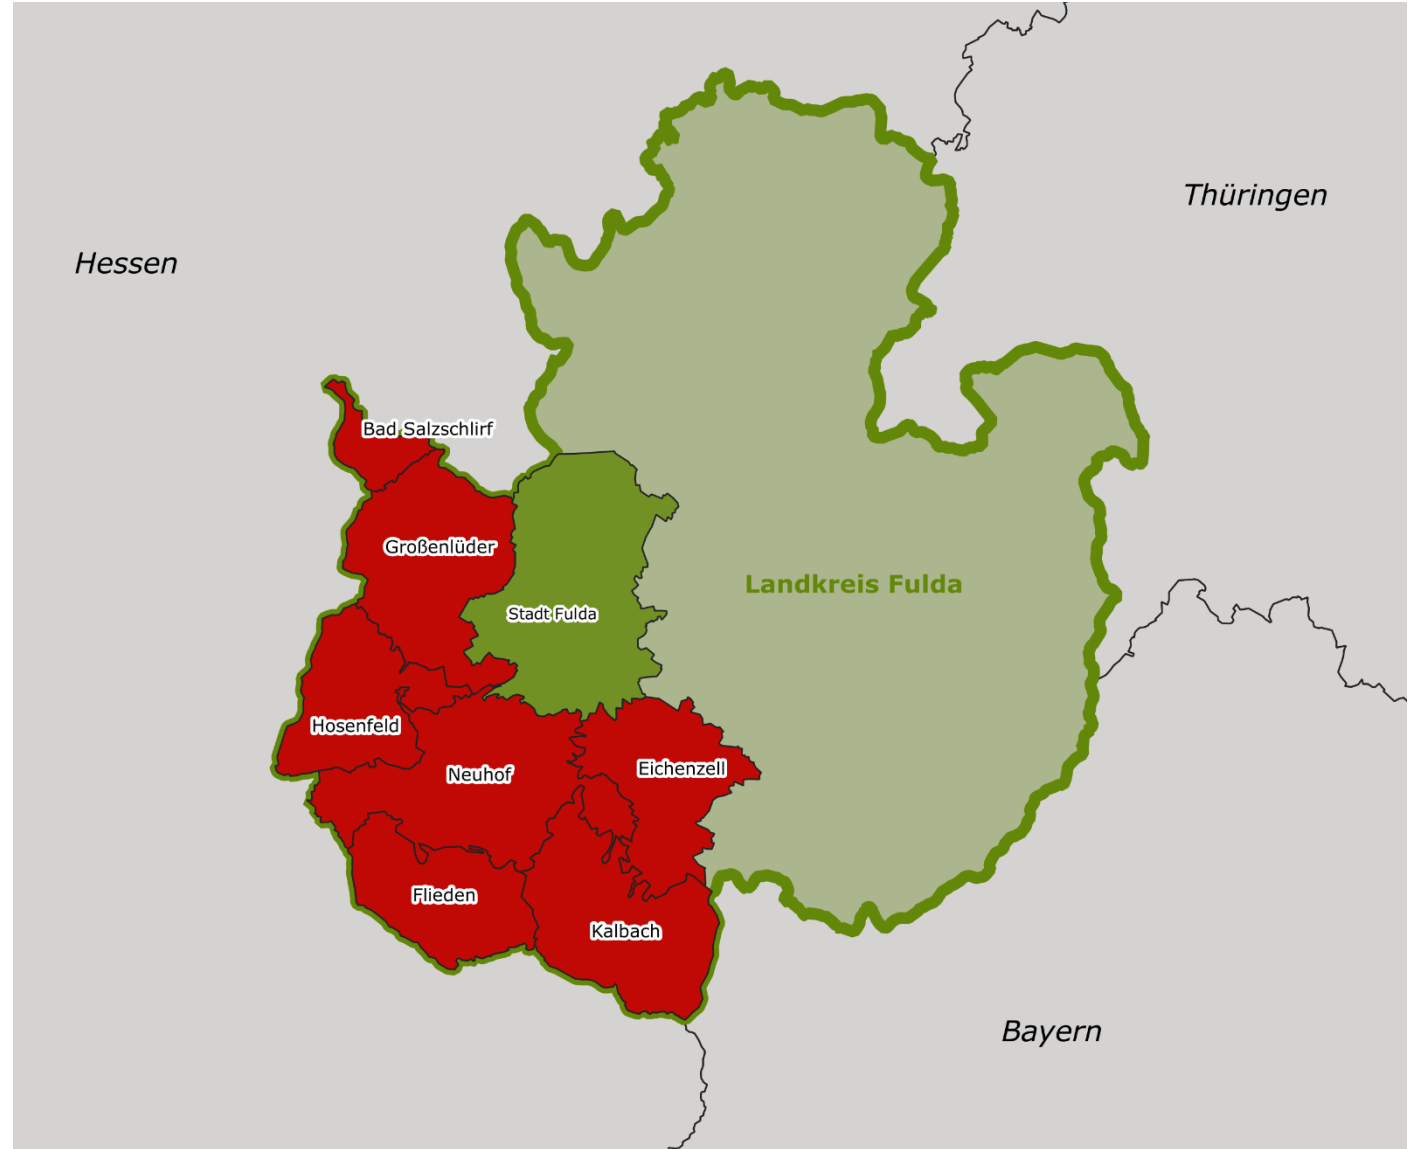 Thüringen
Hessen
Bad Salzschlirf
Großenlüder
Landkreis Fulda
Stadt Fulda
Hosenfeld
Neuhof
Eichenzell
Flieden
Kalbach
Bayern